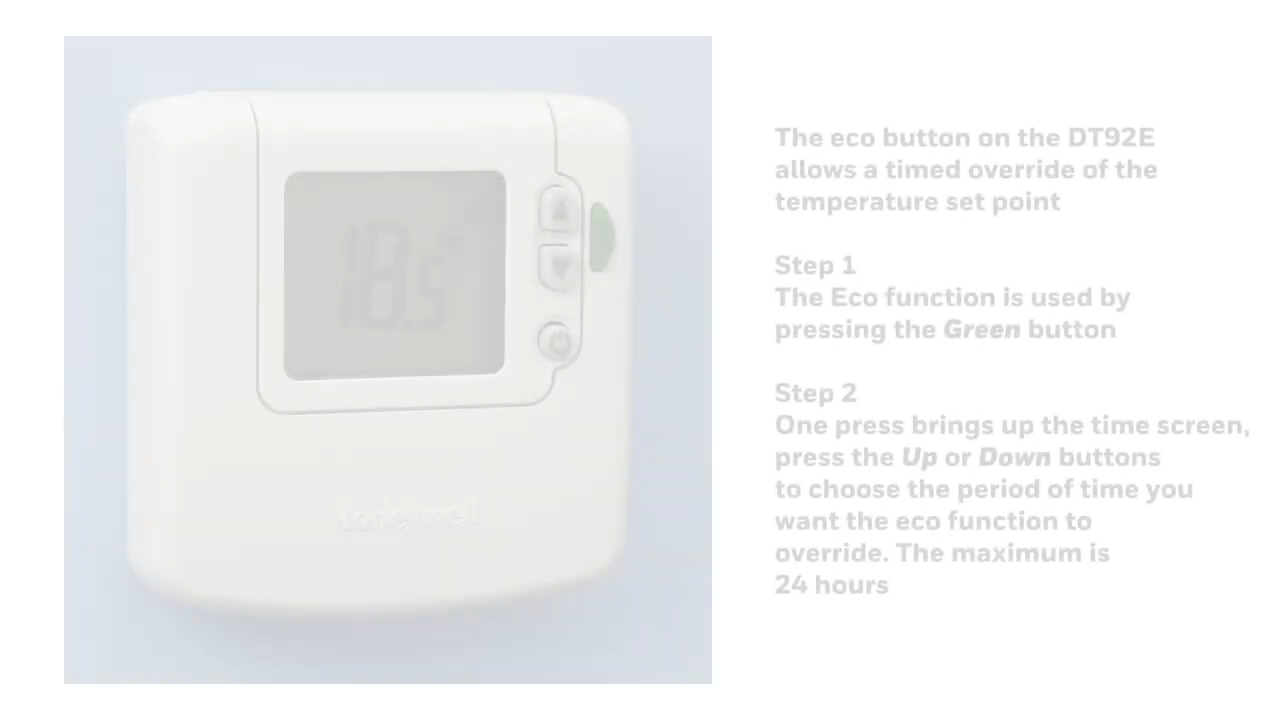 18.5°
Honeywell
The eco button on the DT92E
allows a timed override of the
temperature set point
Step 1
The Eco function is used by
pressing the Green button
Step 2
One press brings up the time screen,
press the Up or Down buttons
to choose the period of time you
want the eco function to
override. The maximum is
24 hours